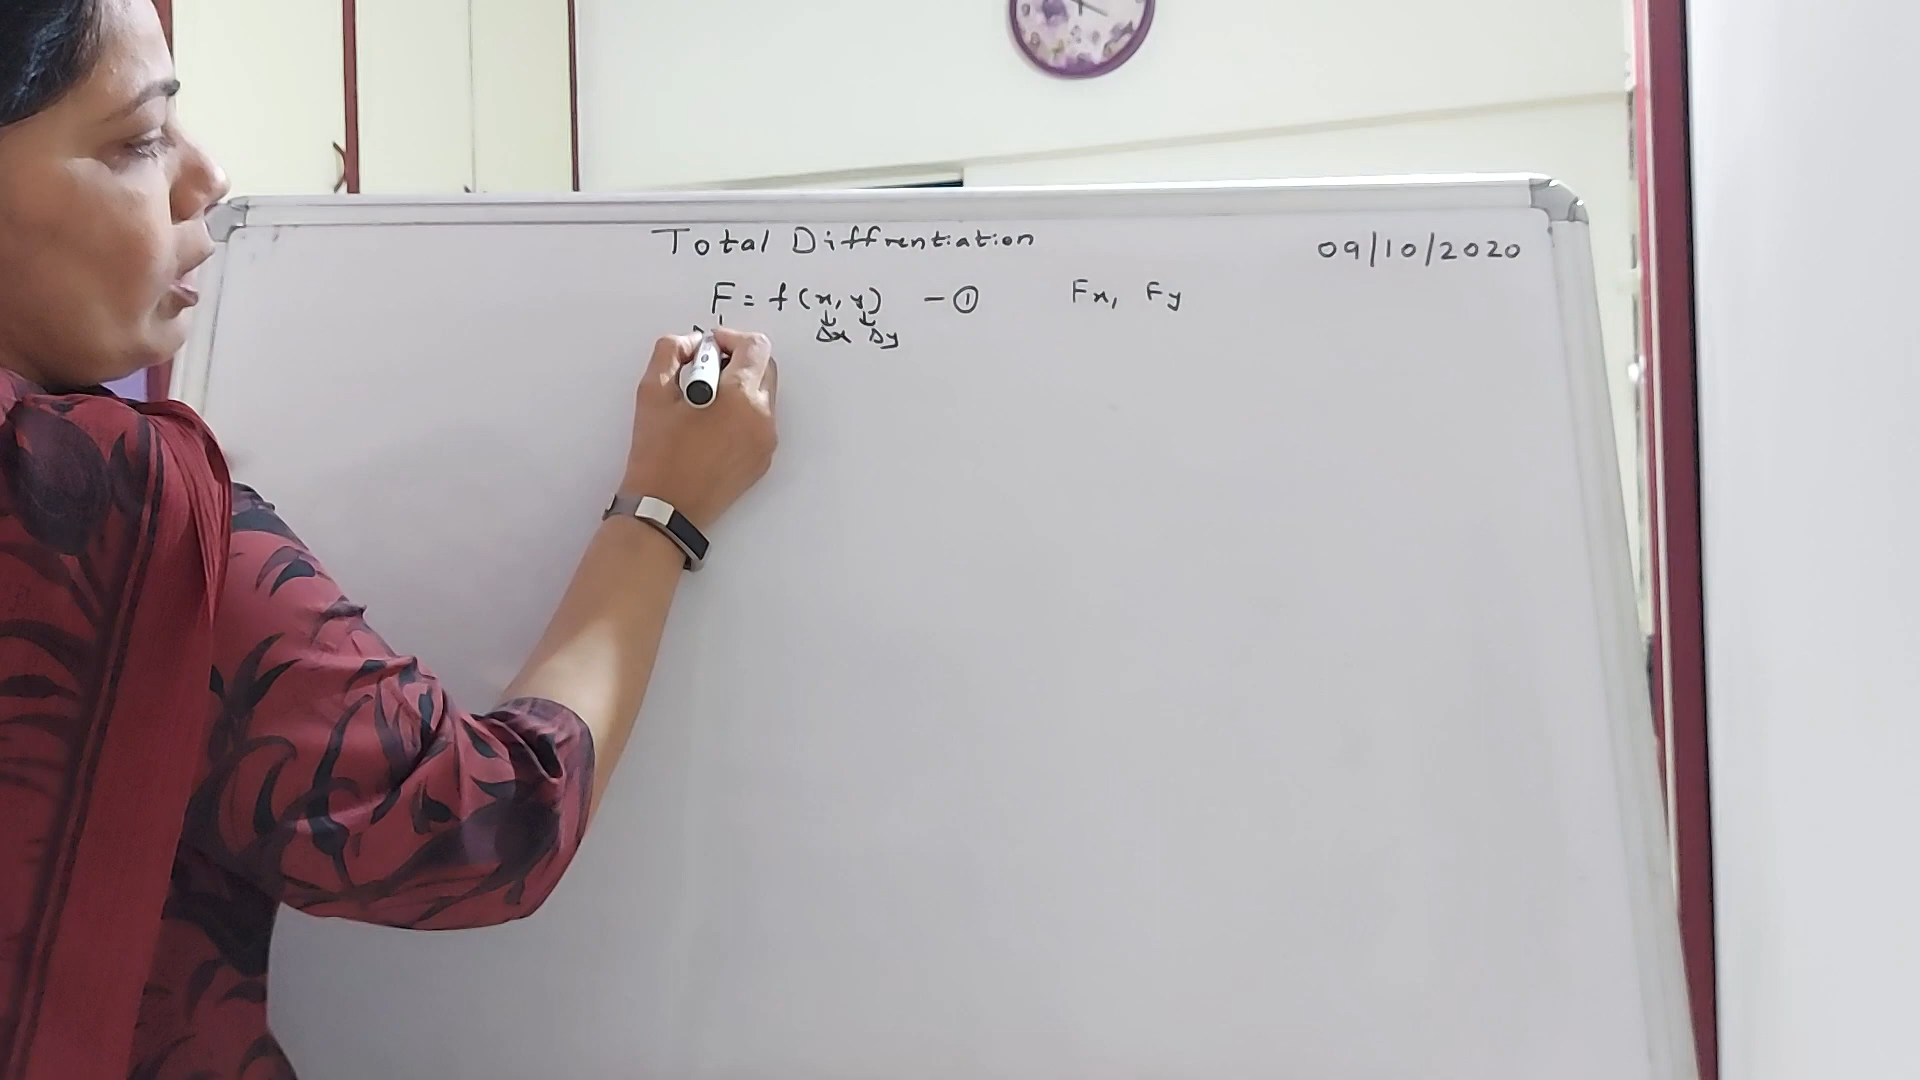 Total Diffrentiation 09/10/2020
F = f(x, y) - ① Fx, Fy
↓ ↓
Δx Δy